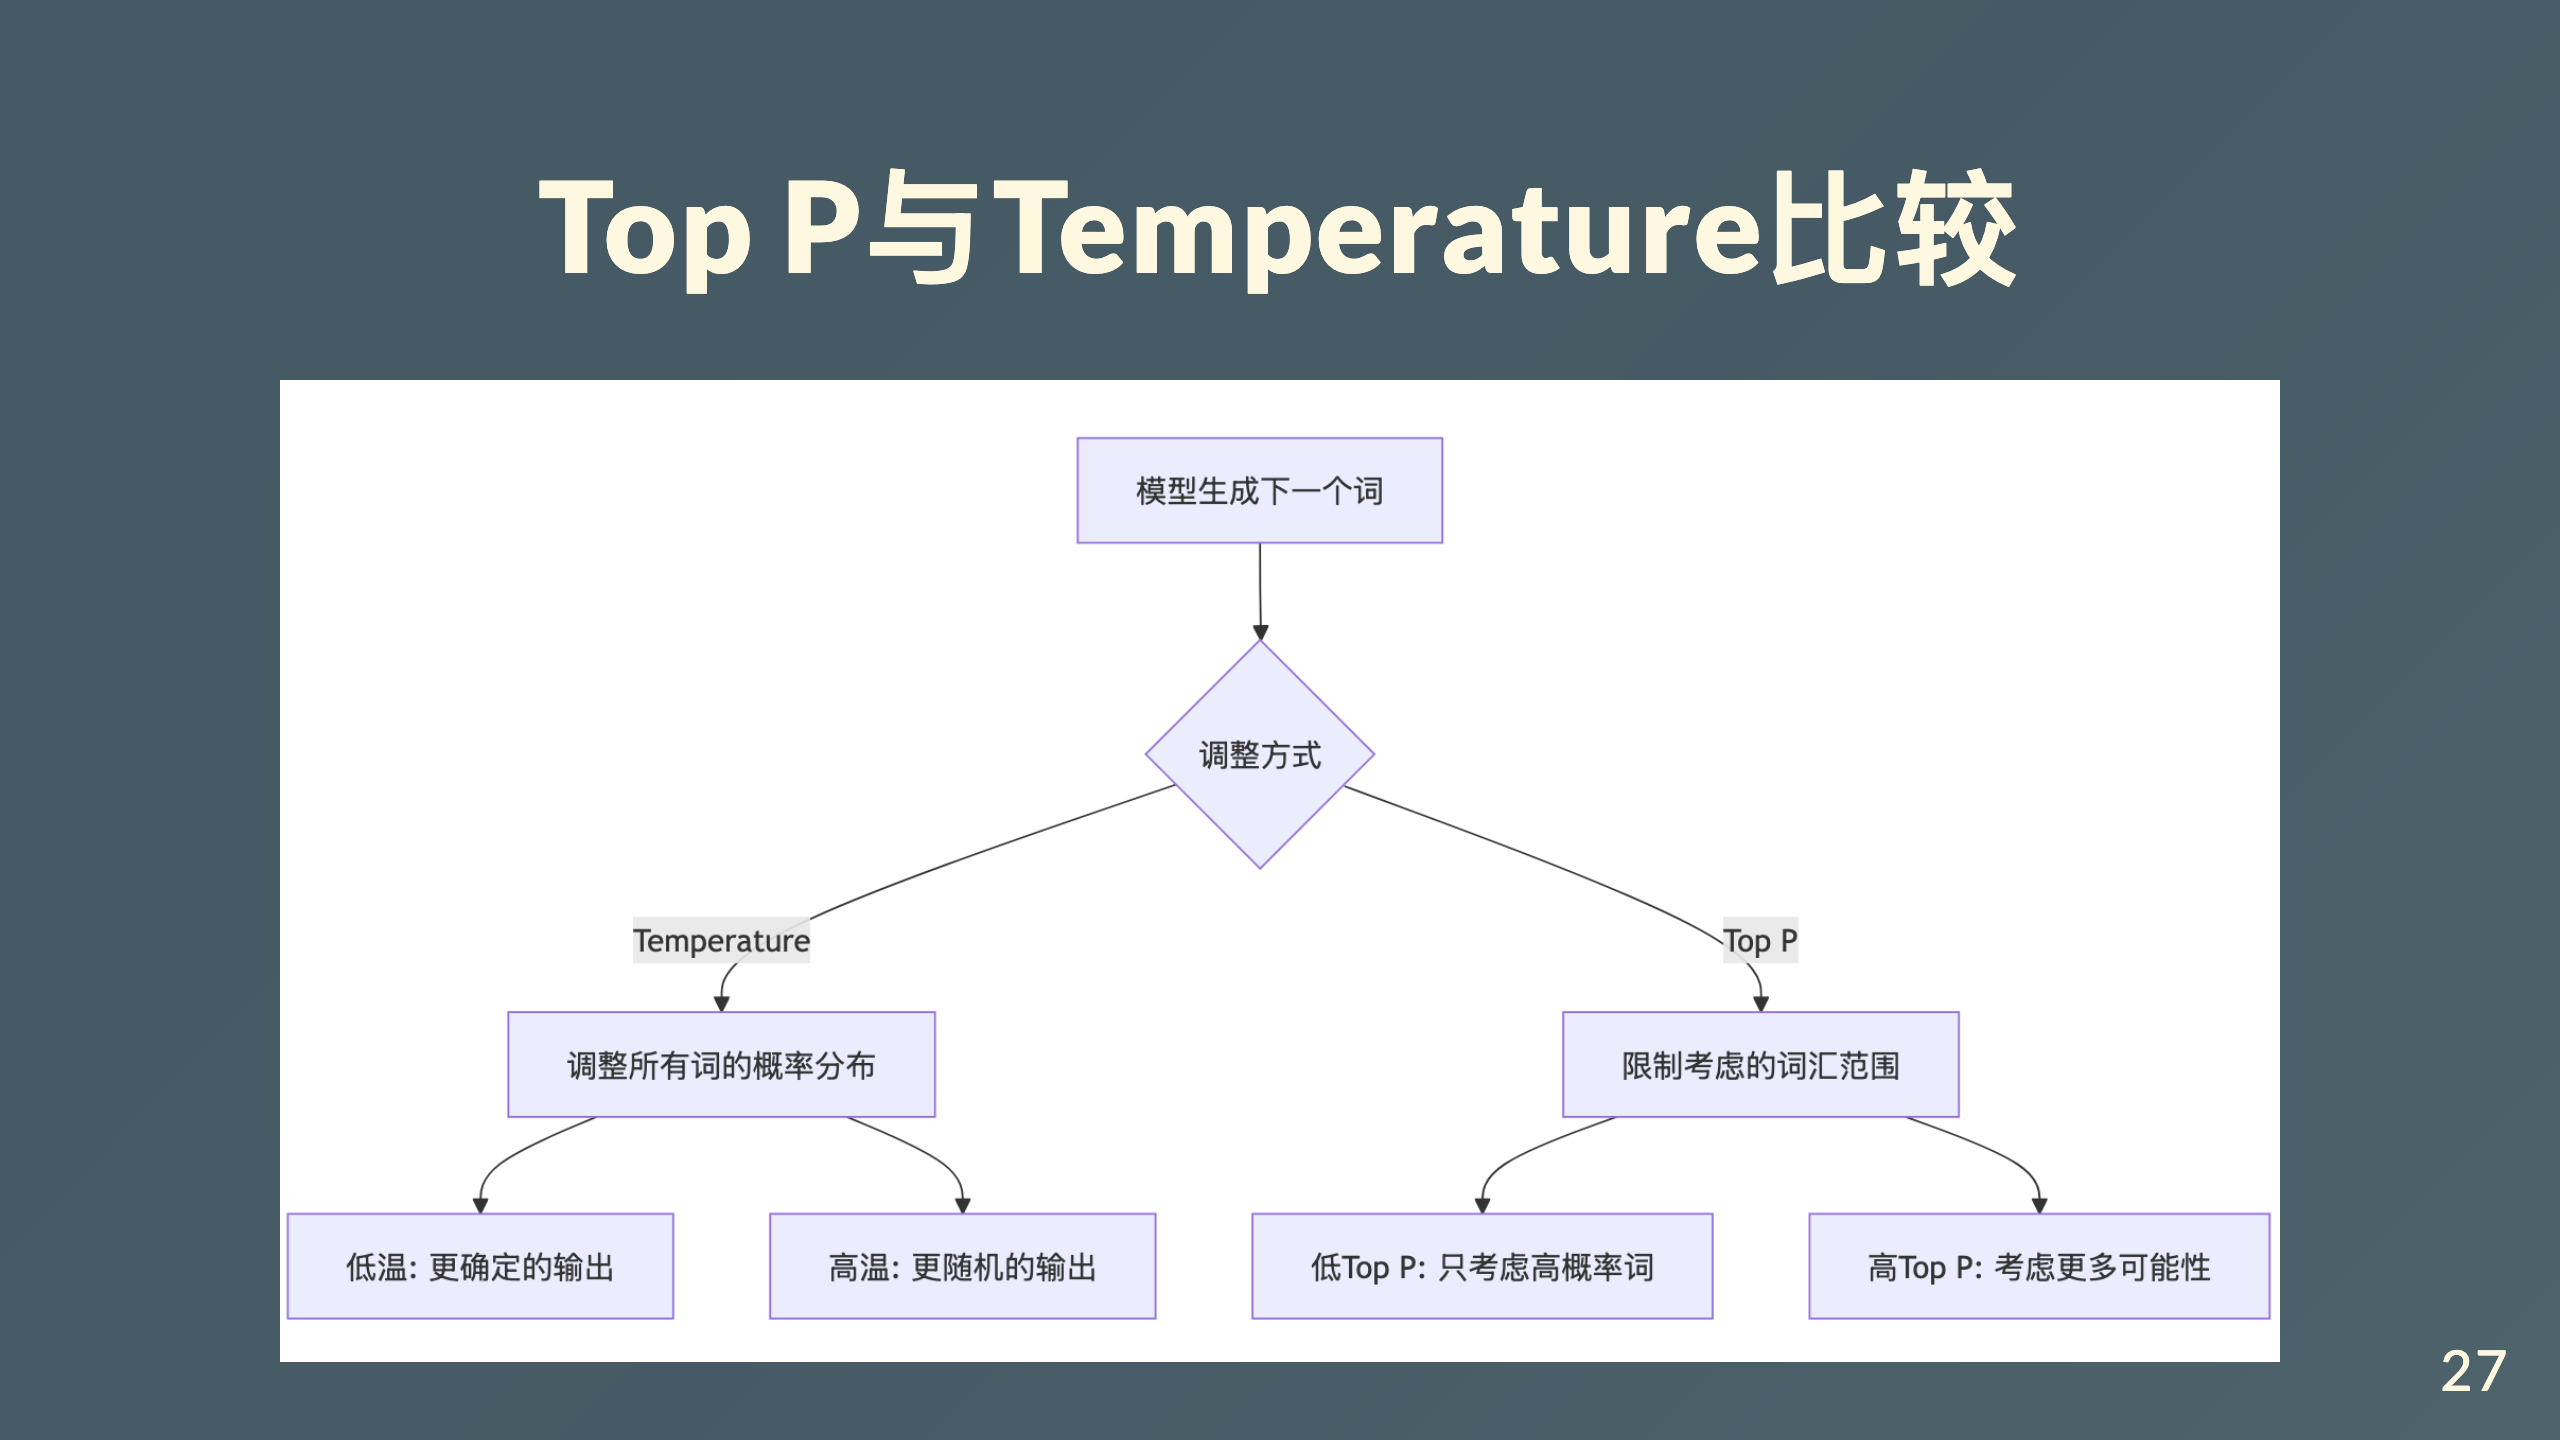 Top P与Temperature比较
模型生成下一个词
调整方式
Temperature
Top P
调整所有词的概率分布
限制考虑的词汇范围
低温: 更确定的输出
高温: 更随机的输出
低Top P: 只考虑高概率词
高Top P: 考虑更多可能性
27